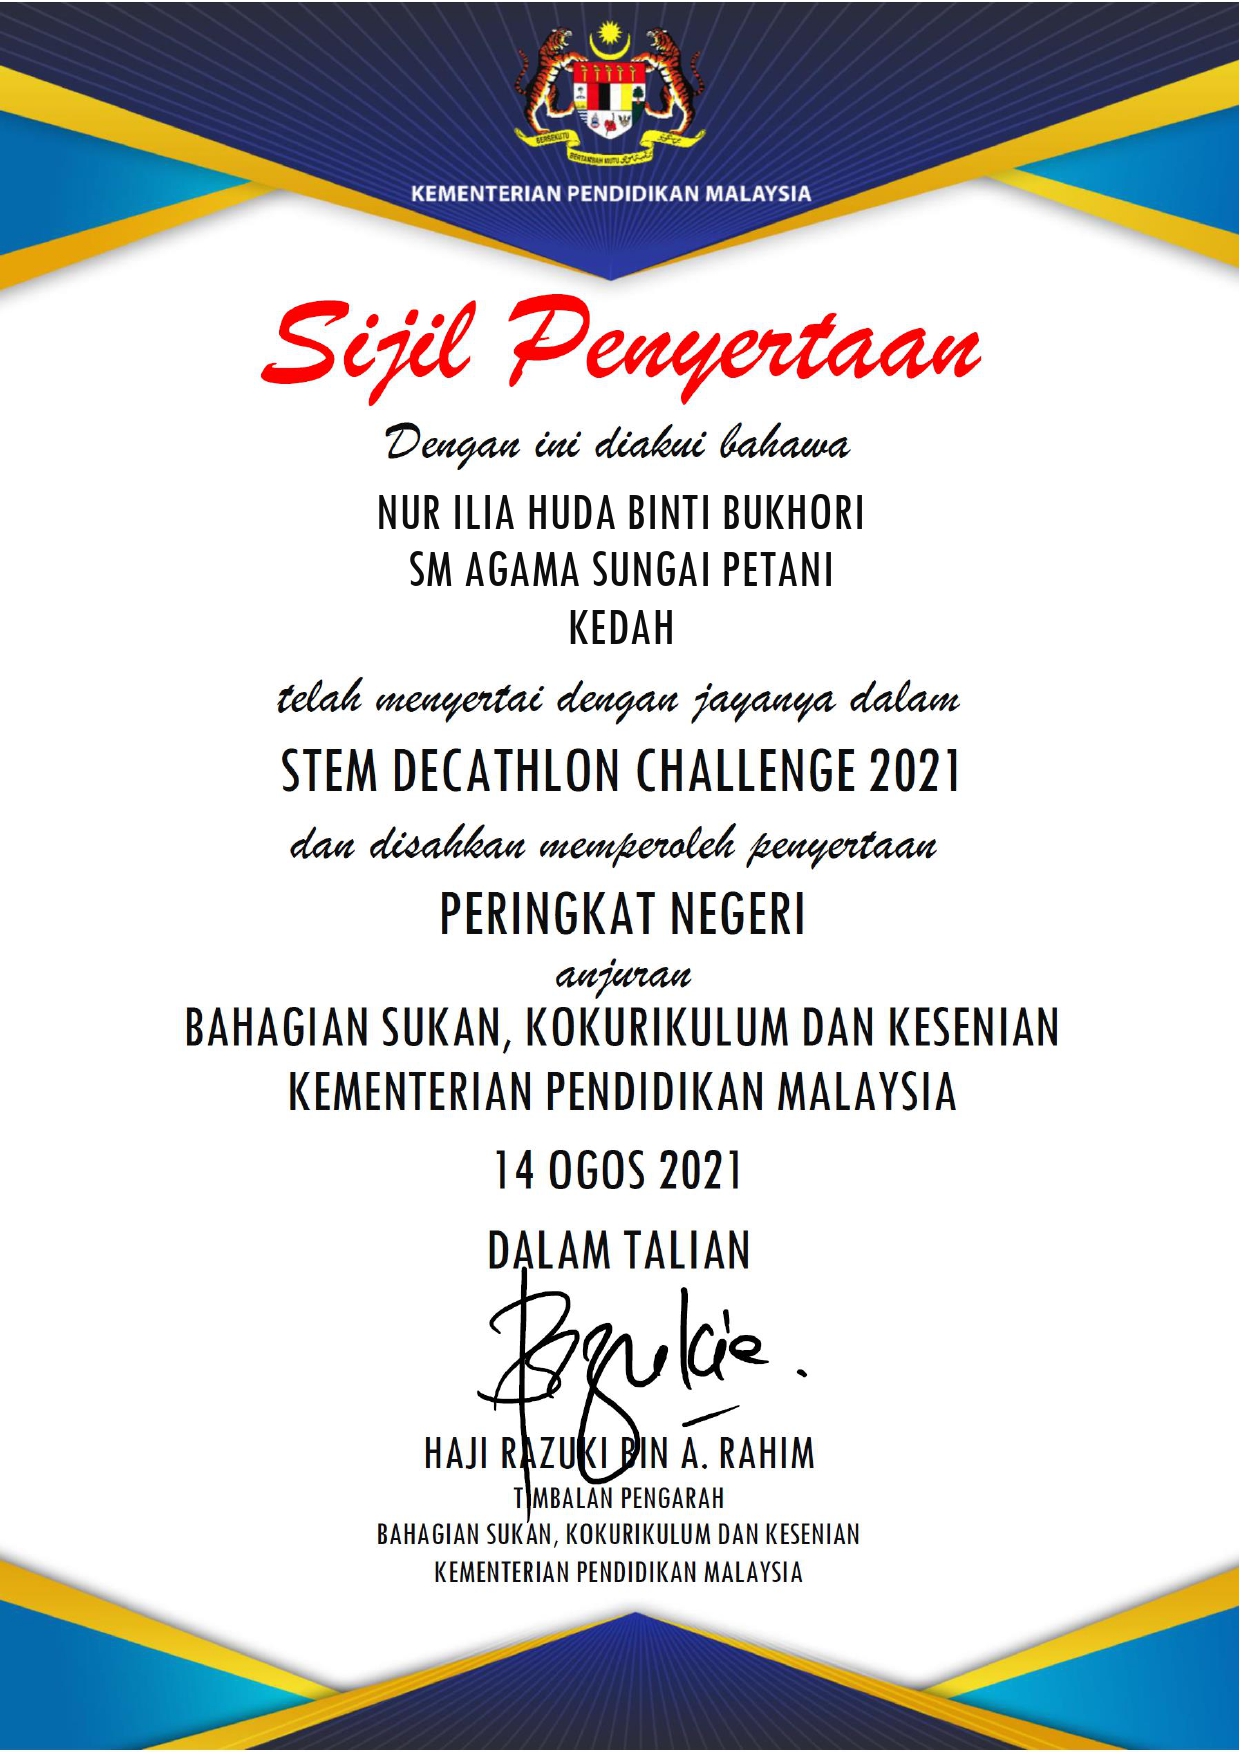 BERSEKUTU
BERTAMBAH MUTU
KEMENTERIAN PENDIDIKAN MALAYSIA
Sijil Penyertaan
Dengan ini diakui bahawa
NUR ILIA HUDA BINTI BUKHORI
SM AGAMA SUNGAI PETANI
KEDAH
telah menyertai dengan jayanya dalam
STEM DECATHLON CHALLENGE 2021
dan disahkan memperoleh penyertaan
PERINGKAT NEGERI
anjuran
BAHAGIAN SUKAN, KOKURIKULUM DAN KESENIAN
KEMENTERIAN PENDIDIKAN MALAYSIA
14 OGOS 2021
DALAM TALIAN
HAJI RAZUKI BIN A. RAHIM
TIMBALAN PENGARAH
BAHAGIAN SUKAN, KOKURIKULUM DAN KESENIAN
KEMENTERIAN PENDIDIKAN MALAYSIA